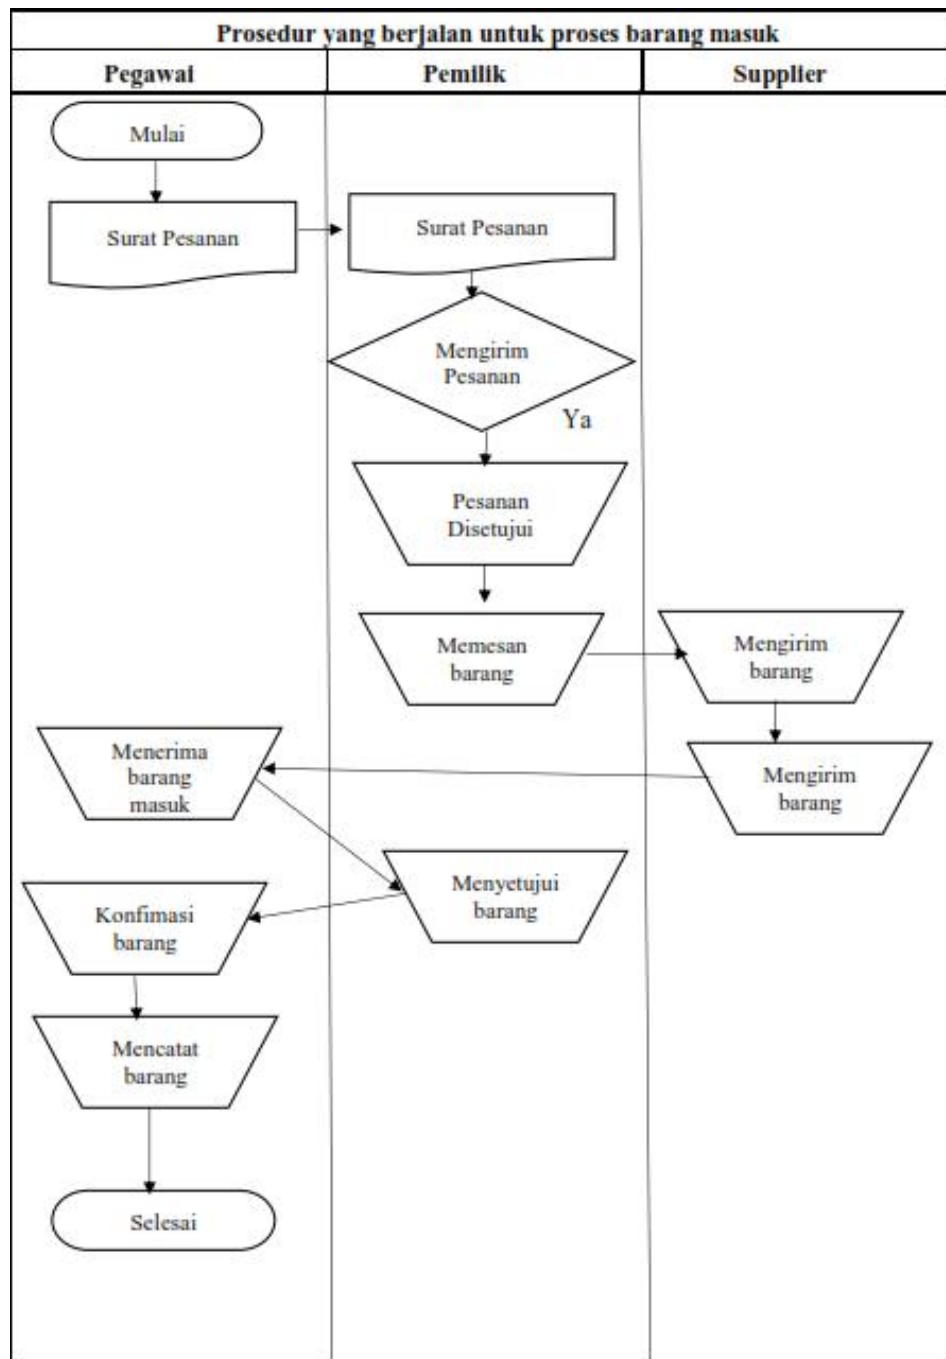 Prosedur yang berjalan untuk proses barang masuk
Pegawai
Pemilik
Supplier
Mulai
Surat Pesanan
Surat Pesanan
Mengirim
Pesanan
Ya
Pesanan
Disetujui
Memesan
barang
Mengirim
barang
Menerima
barang
masuk
Mengirim
barang
Menyetujui
barang
Konfimasi
barang
Mencatat
barang
Selesai